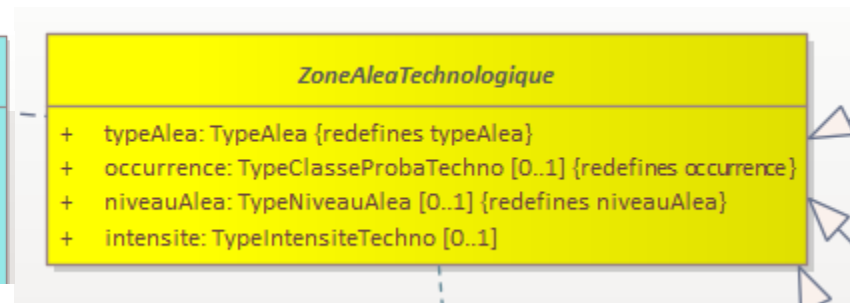 ZoneAleaTechnologique
+ typeAlea: TypeAlea {redefines typeAlea}
+ occurrence: TypeClasseProbaTechno [0..1] {redefines occurrence}
+ niveauAlea: TypeNiveauAlea [0..1] {redefines niveauAlea}
+ intensite: TypeIntensiteTechno [0..1]